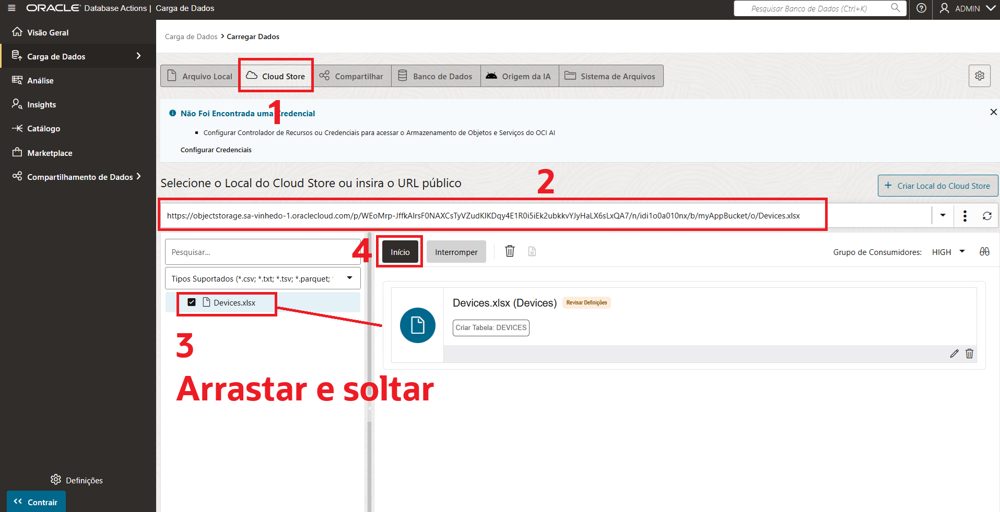 ORACLE Database Actions | Carga de Dados
Pesquisar Banco de Dados (Ctrl+K)
ADMIN
Visão Geral
Carga de Dados
Análise
Insights
Catálogo
Marketplace
Compartilhamento de Dados
Definições
Contrair
Carga de Dados > Carregar Dados
Arquivo Local
Cloud Store
Compartilhar
Banco de Dados
Origem da IA
Sistema de Arquivos
1
Não Foi Encontrada uma Credencial
Configurar Controlador de Recursos ou Credenciais para acessar o Armazenamento de Objetos e Serviços do OCI AI
Configurar Credenciais
2
Selecione o Local do Cloud Store ou insira o URL público
+ Criar Local do Cloud Store
https://objectstorage.sa-vinhedo-1.oraclecloud.com/p/WEoMrp-JffkAIrsF0NAXCsTyVZudKIKDqy4E1R0i5iEk2ubkkvYJyHaLX6sLxQA7/n/idi1o0a010nx/b/myAppBucket/o/Devices.xlsx
Pesquisar...
Tipos Suportados (*.csv; *.txt; *.tsv; *.parquet;
Devices.xlsx
3
Arrastar e soltar
4
Início
Interromper
Grupo de Consumidores: HIGH
Devices.xlsx (Devices)
Revisar Definições
Criar Tabela: DEVICES